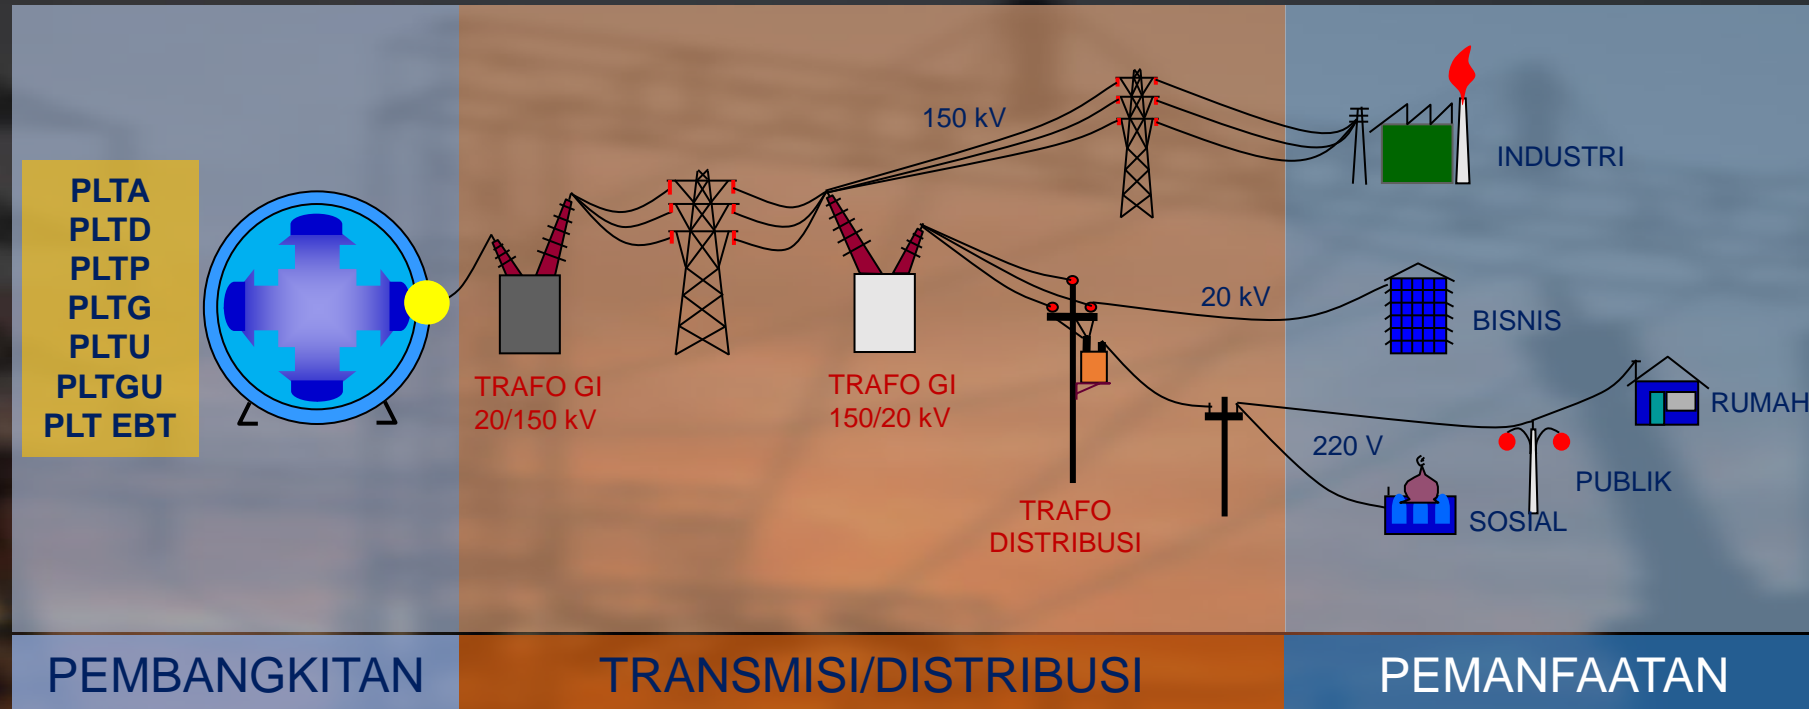 PLTA
PLTD
PLTP
PLTG
PLTU
PLTGU
PLT EBT
TRAFO GI
20/150 kV
TRAFO GI
150/20 kV
150 kV
20 kV
220 V
TRAFO
DISTRIBUSI
INDUSTRI
BISNIS
RUMAH
PUBLIK
SOSIAL
PEMBANGKITAN
TRANSMISI/DISTRIBUSI
PEMANFAATAN